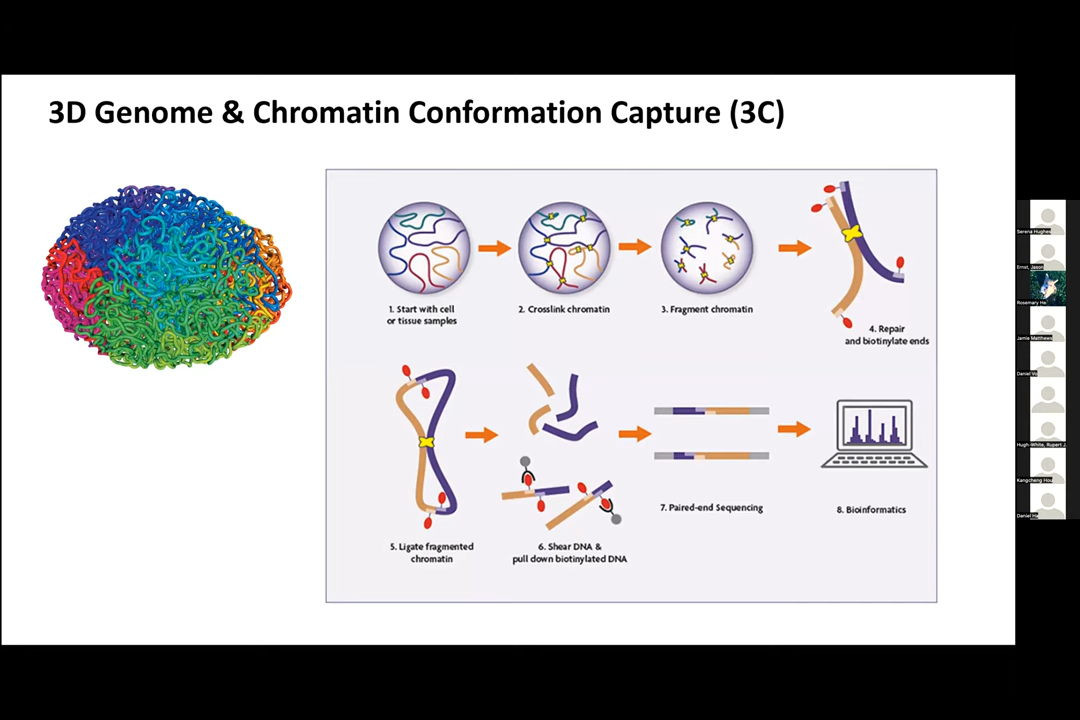 3D Genome & Chromatin Conformation Capture (3C)
1. Start with cell
or tissue samples
2. Crosslink chromatin
3. Fragment chromatin
4. Repair
and biotinylate ends
5. Ligate fragmented
chromatin
6. Shear DNA &
pull down biotinylated DNA
7. Paired-end Sequencing
8. Bioinformatics
Serena Hughes
Ernst, Jason
Rosemary He
Jamie Matthews
Daniel
Hugh-White, Rupert J.
Kangcheng Hou
Daniel